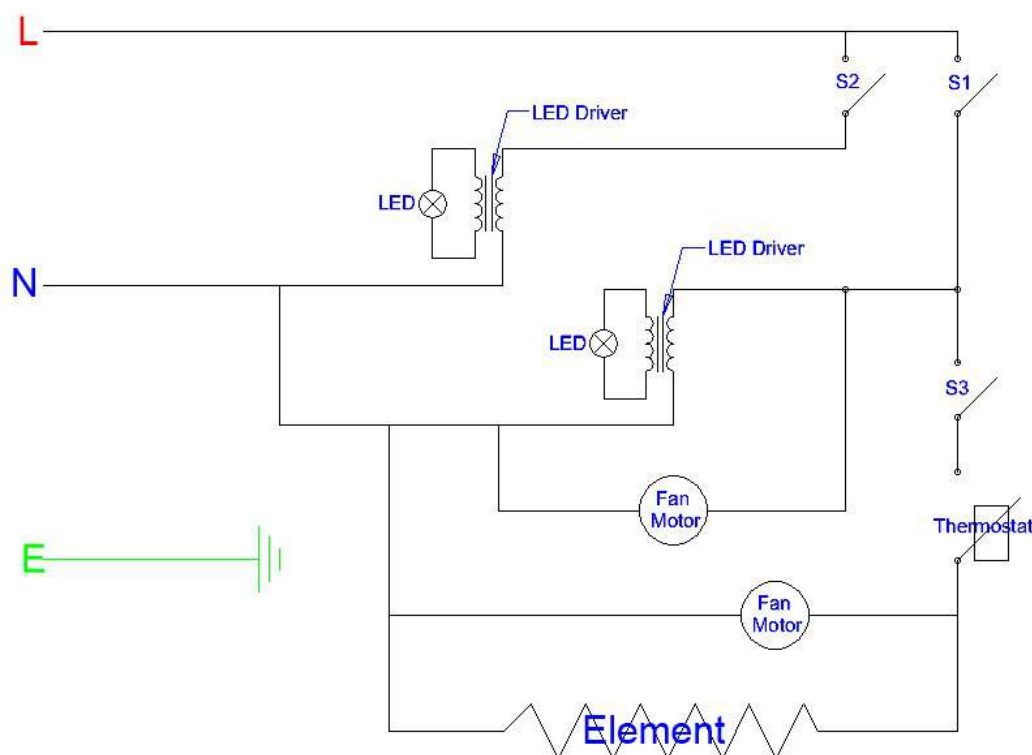 L
S2
S1
LED Driver
LED
LED Driver
N
LED
S3
Fan
Motor
Thermostat
E
Fan
Motor
Element